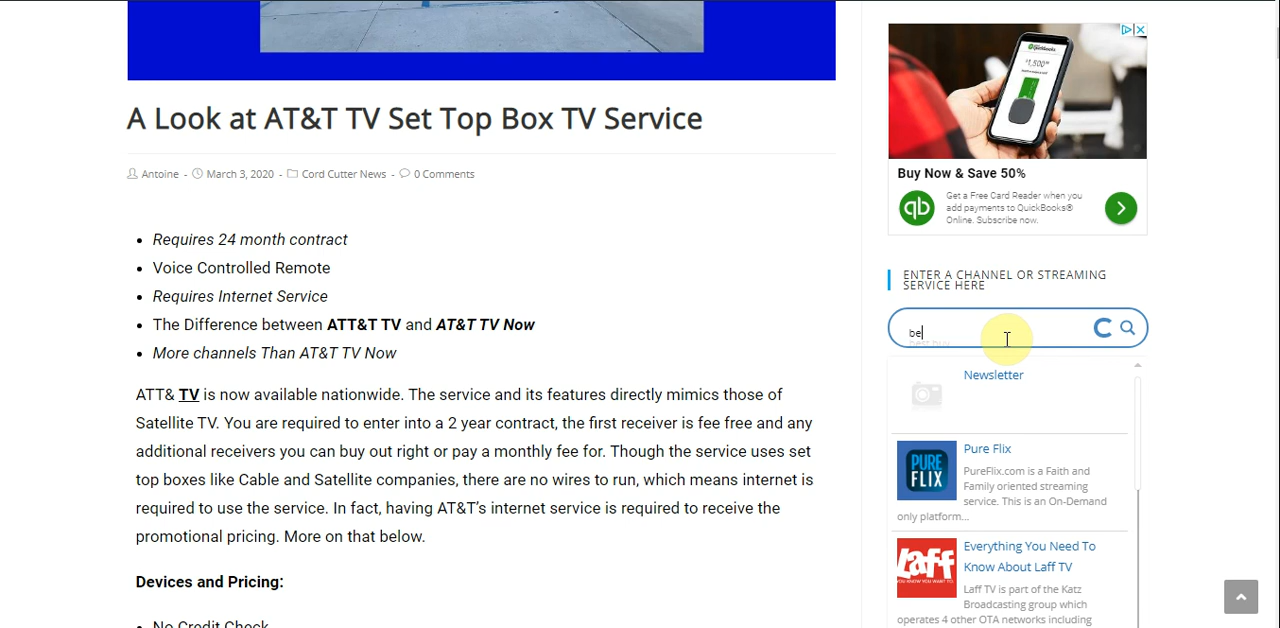 A Look at AT&T TV Set Top Box TV Service
Antoine - March 3, 2020 - Cord Cutter News - 0 Comments
Requires 24 month contract
Voice Controlled Remote
Requires Internet Service
The Difference between ATT&T TV and AT&T TV Now
More channels Than AT&T TV Now
ATT& TV is now available nationwide. The service and its features directly mimics those of
Satellite TV. You are required to enter into a 2 year contract, the first receiver is fee free and any
additional receivers you can buy out right or pay a monthly fee for. Though the service uses set
top boxes like Cable and Satellite companies, there are no wires to run, which means internet is
required to use the service. In fact, having AT&T's internet service is required to receive the
promotional pricing. More on that below.
Devices and Pricing:
No Credit Check
$1,500
Buy Now & Save 50%
qb
Get a Free Card Reader when you
add payments to QuickBooks®
Online. Subscribe now.
ENTER A CHANNEL OR STREAMING
SERVICE HERE
be
best buy
Newsletter
PURE
FLIX
Pure Flix
PureFlix.com is a Faith and
Family oriented streaming
service. This is an On-Demand
only platform...
Laff
Everything You Need To
Know About Laff TV
Laff TV is part of the Katz
Broadcasting group which
operates 4 other OTA networks including